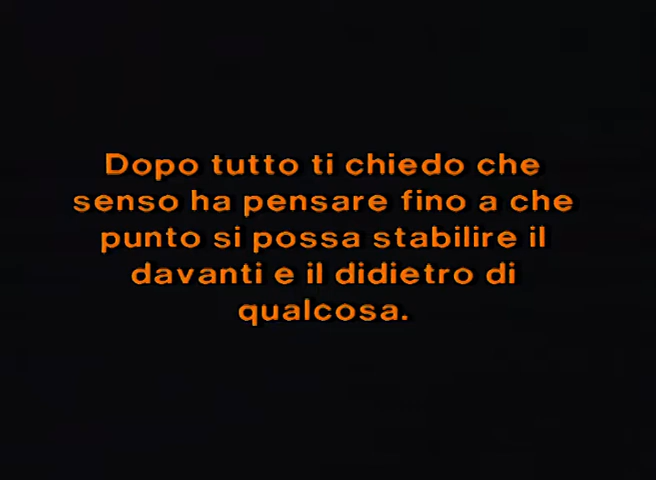 Dopo tutto ti chiedo che
senso ha pensare fino a che
punto si possa stabilire il
davanti e il didietro di
qualcosa.